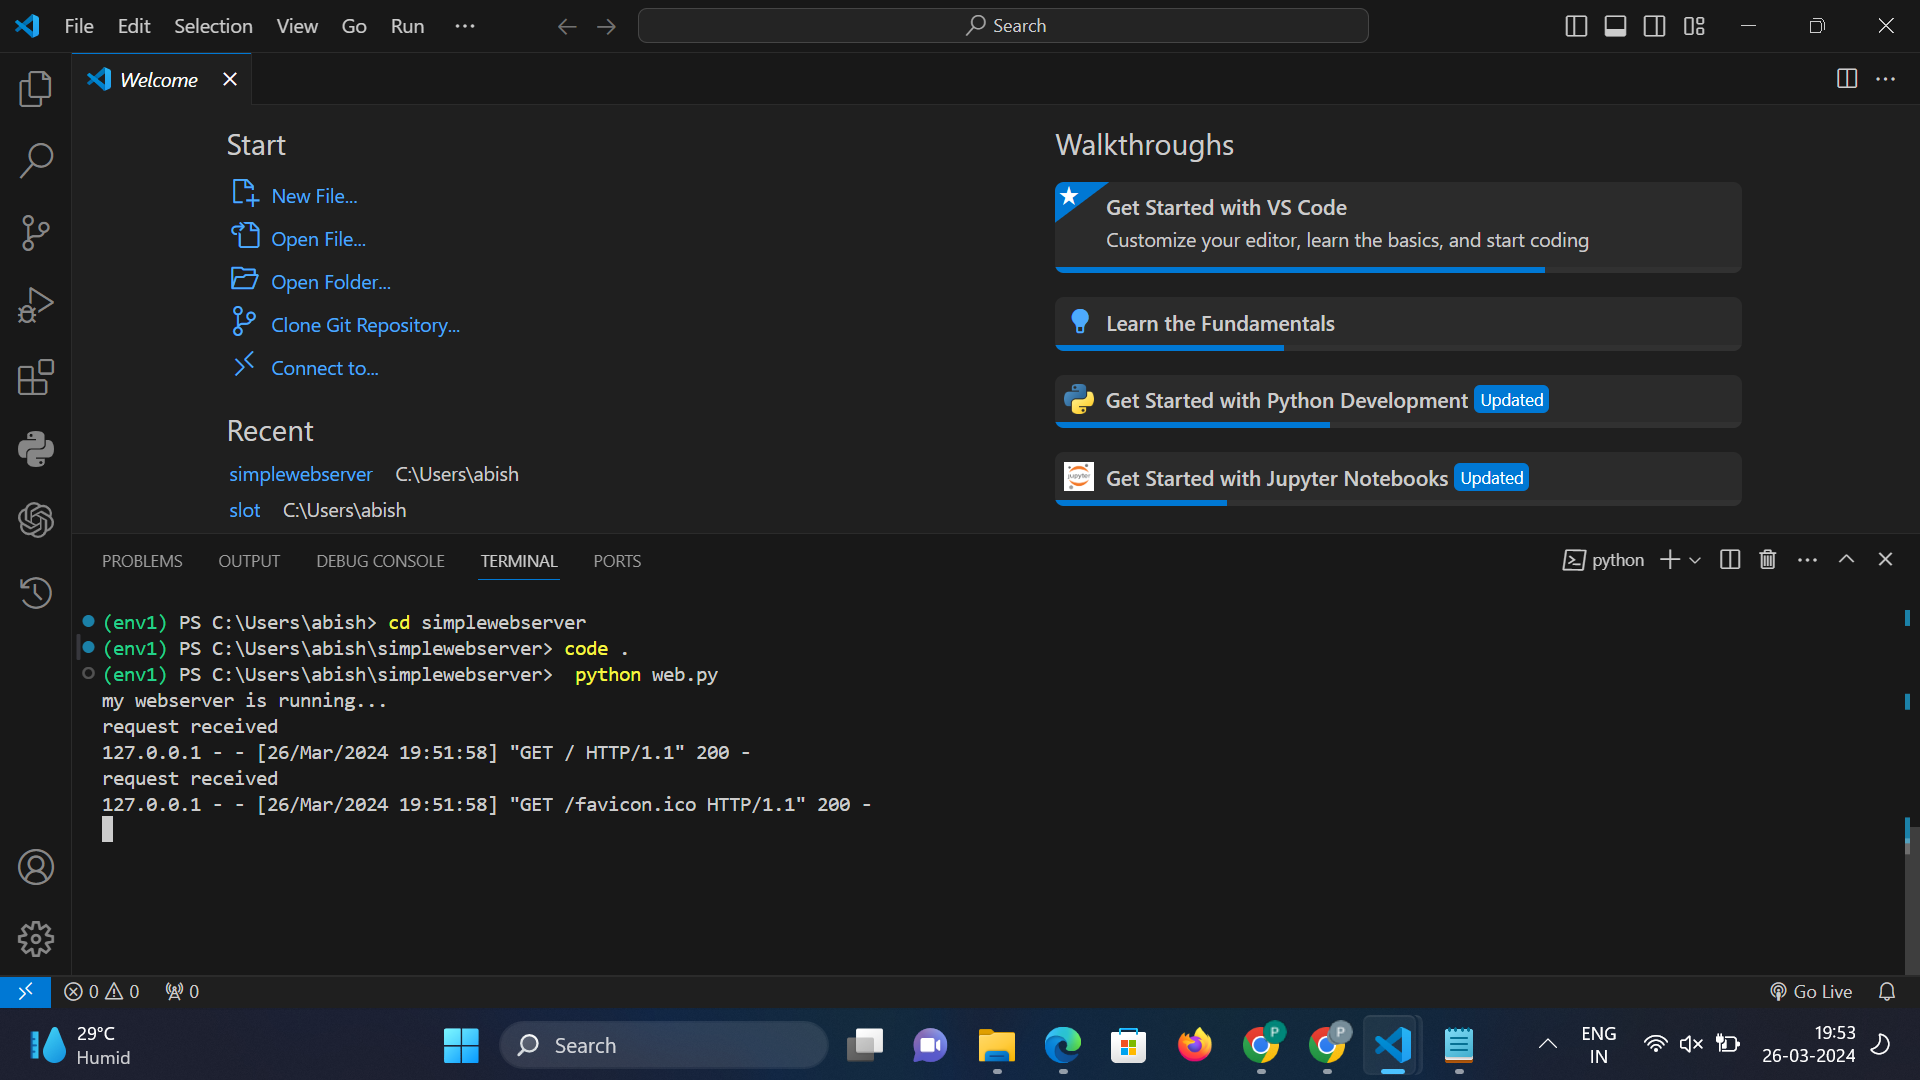 File Edit Selection View Go Run ··· Search
Welcome
Start
New File...
Open File...
Open Folder...
Clone Git Repository...
Connect to...
Recent
simplewebserver C:\Users\abish
slot C:\Users\abish
Walkthroughs
Get Started with VS Code
Customize your editor, learn the basics, and start coding
Learn the Fundamentals
Get Started with Python Development Updated
jupyter
Get Started with Jupyter Notebooks Updated
PROBLEMS OUTPUT DEBUG CONSOLE TERMINAL PORTS python
(env1) PS C:\Users\abish> cd simplewebserver
(env1) PS C:\Users\abish\simplewebserver> code .
(env1) PS C:\Users\abish\simplewebserver>  python web.py
my webserver is running...
request received
127.0.0.1 - - [26/Mar/2024 19:51:58] "GET / HTTP/1.1" 200 -
request received
127.0.0.1 - - [26/Mar/2024 19:51:58] "GET /favicon.ico HTTP/1.1" 200 -
0 0 0 Go Live
29°C
Humid
Search
P P
ENG
IN
19:53
26-03-2024